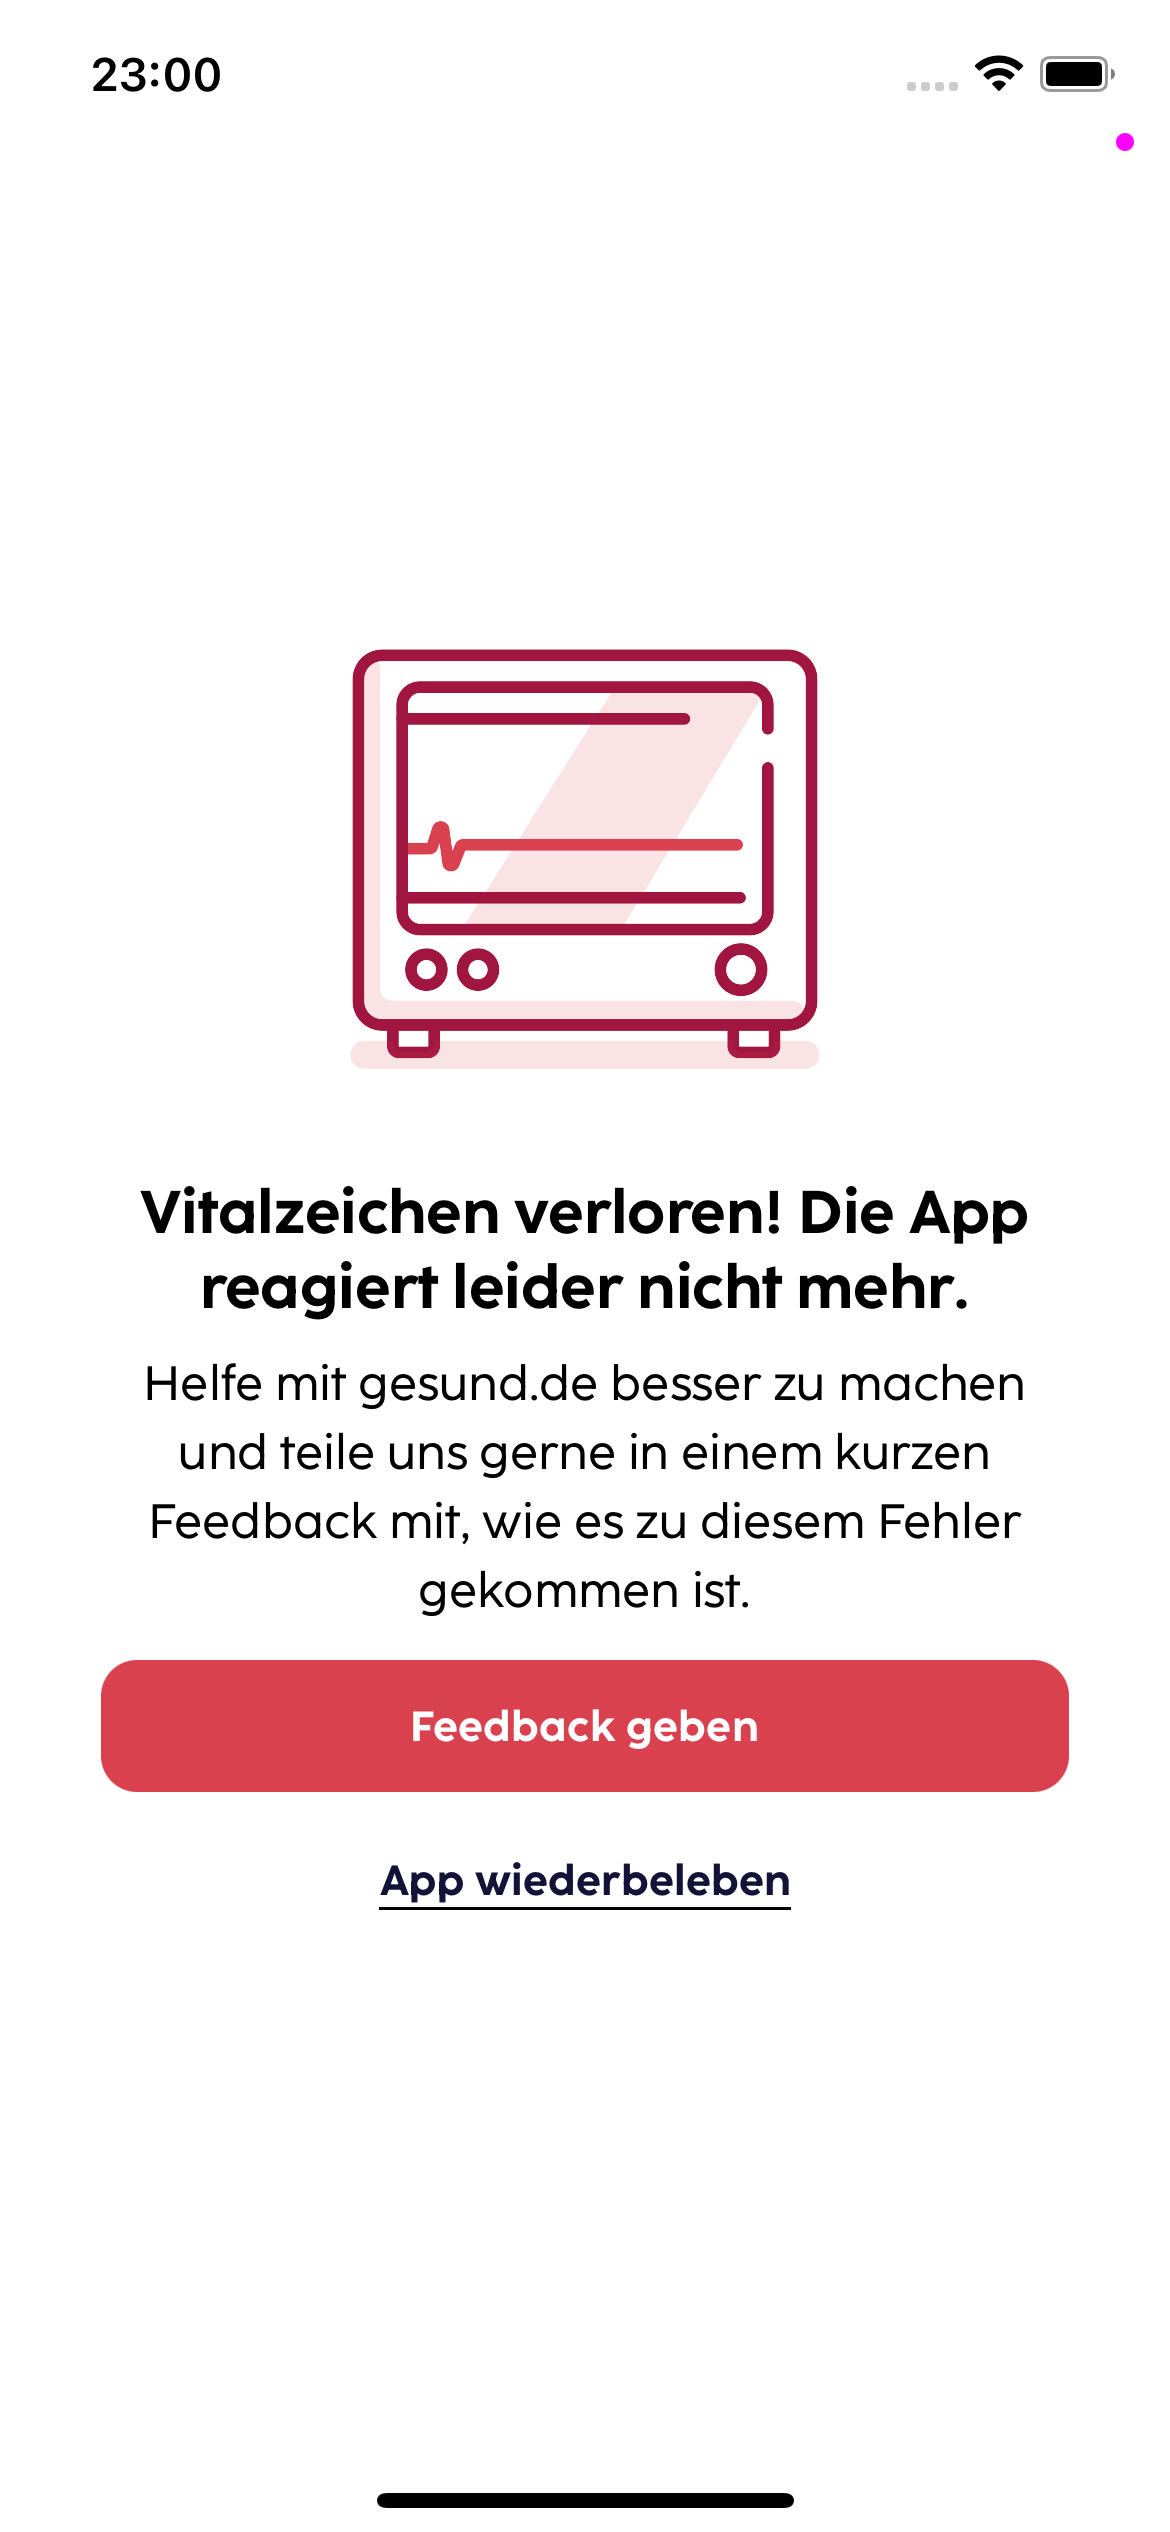 23:00
Vitalzeichen verloren! Die App
reagiert leider nicht mehr.
Helfe mit gesund.de besser zu machen
und teile uns gerne in einem kurzen
Feedback mit, wie es zu diesem Fehler
gekommen ist.
Feedback geben
App wiederbeleben